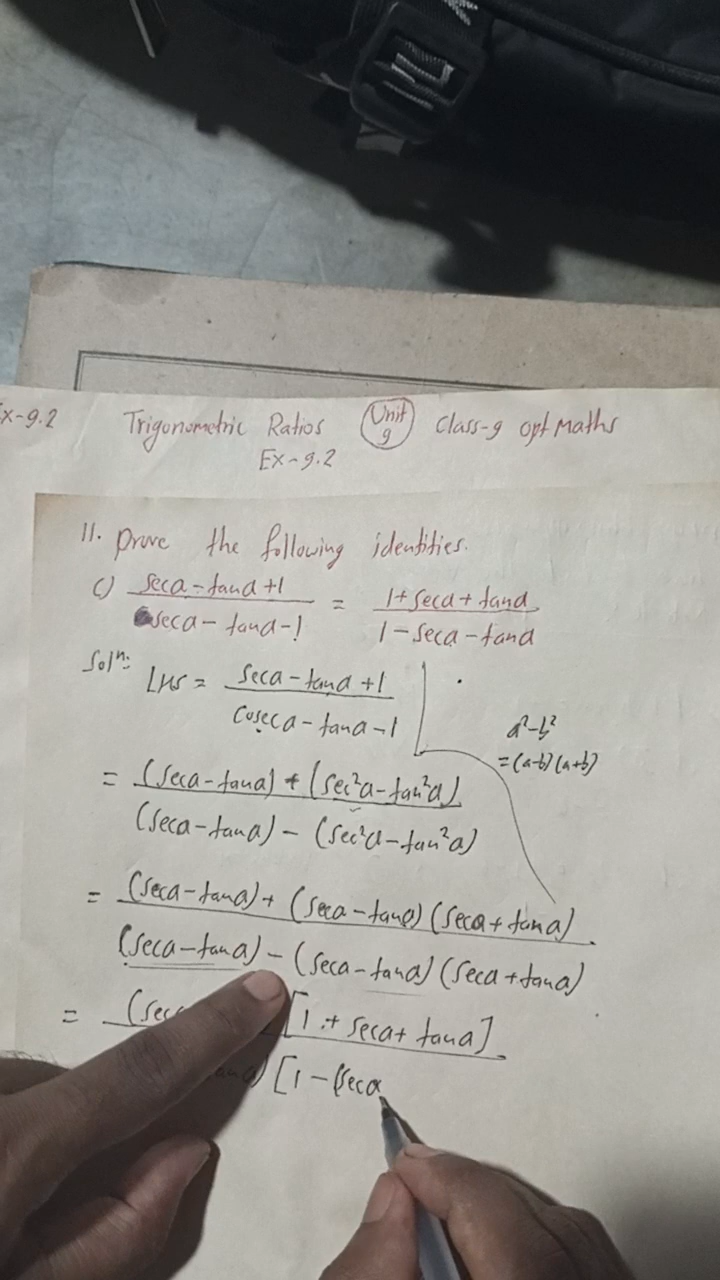 Ex-9.2 Trigonometric Ratios Unit 9 Class-9 opt Maths
Ex-9.2
11. prove the following identities.
c) seca-tana+1 / seca-tana-1 = 1+seca+tana / 1-seca-tana
Solⁿ: LHS = seca-tana+1 / coseca-tana-1
a²-b²
=(a-b)(a+b)
= (seca-tana)+(sec²a-tan²a) / (seca-tana)-(sec²a-tan²a)
= (seca-tana)+(seca-tana)(seca+tana) / (seca-tana)-(seca-tana)(seca+tana)
= (sec [1+seca+tana] / [1-(seca